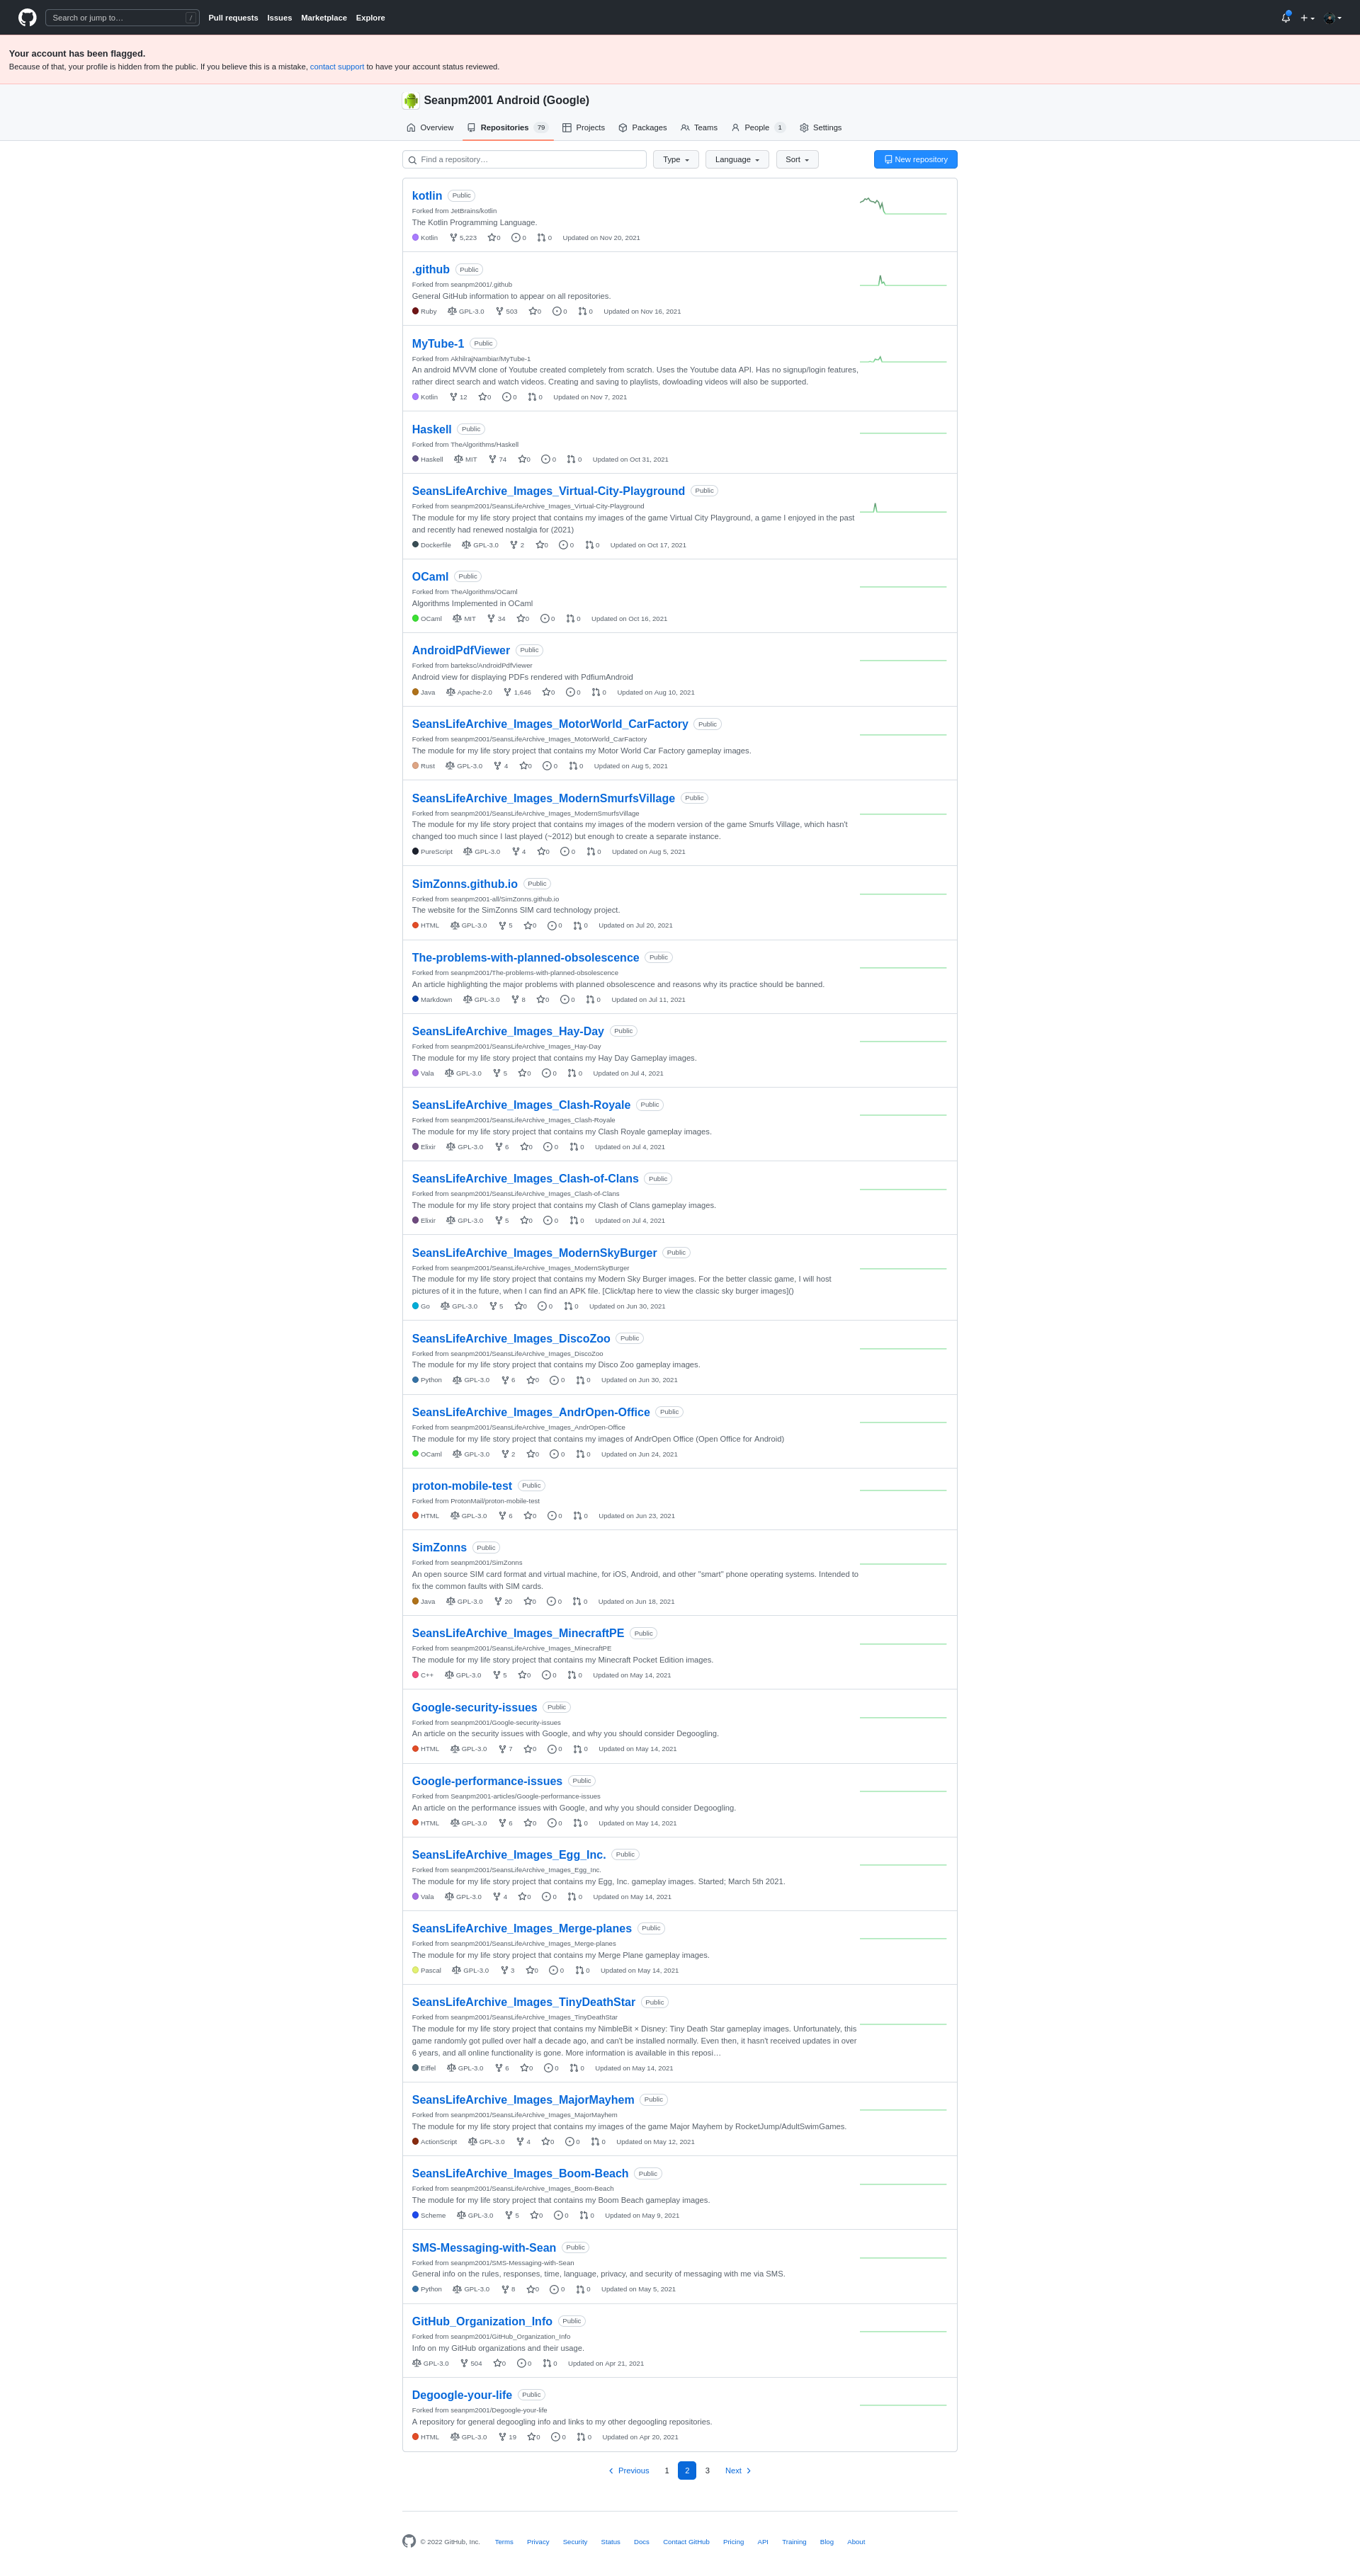 Search or jump to… /
Pull requests Issues Marketplace Explore
Your account has been flagged.
Because of that, your profile is hidden from the public. If you believe this is a mistake, contact support to have your account status reviewed.
Seanpm2001 Android (Google)
Overview Repositories 79 Projects Packages Teams People 1 Settings
Find a repository… Type Language Sort New repository
kotlin Public
Forked from JetBrains/kotlin
The Kotlin Programming Language.
Kotlin 5,223 0 0 0 Updated on Nov 20, 2021
.github Public
Forked from seanpm2001/.github
General GitHub information to appear on all repositories.
Ruby GPL-3.0 503 0 0 0 Updated on Nov 16, 2021
MyTube-1 Public
Forked from AkhilrajNambiar/MyTube-1
An android MVVM clone of Youtube created completely from scratch. Uses the Youtube data API. Has no signup/login features,
rather direct search and watch videos. Creating and saving to playlists, dowloading videos will also be supported.
Kotlin 12 0 0 0 Updated on Nov 7, 2021
Haskell Public
Forked from TheAlgorithms/Haskell
Haskell MIT 74 0 0 0 Updated on Oct 31, 2021
SeansLifeArchive_Images_Virtual-City-Playground Public
Forked from seanpm2001/SeansLifeArchive_Images_Virtual-City-Playground
The module for my life story project that contains my images of the game Virtual City Playground, a game I enjoyed in the past
and recently had renewed nostalgia for (2021)
Dockerfile GPL-3.0 2 0 0 0 Updated on Oct 17, 2021
OCaml Public
Forked from TheAlgorithms/OCaml
Algorithms Implemented in OCaml
OCaml MIT 34 0 0 0 Updated on Oct 16, 2021
AndroidPdfViewer Public
Forked from barteksc/AndroidPdfViewer
Android view for displaying PDFs rendered with PdfiumAndroid
Java Apache-2.0 1,646 0 0 0 Updated on Aug 10, 2021
SeansLifeArchive_Images_MotorWorld_CarFactory Public
Forked from seanpm2001/SeansLifeArchive_Images_MotorWorld_CarFactory
The module for my life story project that contains my Motor World Car Factory gameplay images.
Rust GPL-3.0 4 0 0 0 Updated on Aug 5, 2021
SeansLifeArchive_Images_ModernSmurfsVillage Public
Forked from seanpm2001/SeansLifeArchive_Images_ModernSmurfsVillage
The module for my life story project that contains my images of the modern version of the game Smurfs Village, which hasn't
changed too much since I last played (~2012) but enough to create a separate instance.
PureScript GPL-3.0 4 0 0 0 Updated on Aug 5, 2021
SimZonns.github.io Public
Forked from seanpm2001-all/SimZonns.github.io
The website for the SimZonns SIM card technology project.
HTML GPL-3.0 5 0 0 0 Updated on Jul 20, 2021
The-problems-with-planned-obsolescence Public
Forked from seanpm2001/The-problems-with-planned-obsolescence
An article highlighting the major problems with planned obsolescence and reasons why its practice should be banned.
Markdown GPL-3.0 8 0 0 0 Updated on Jul 11, 2021
SeansLifeArchive_Images_Hay-Day Public
Forked from seanpm2001/SeansLifeArchive_Images_Hay-Day
The module for my life story project that contains my Hay Day Gameplay images.
Vala GPL-3.0 5 0 0 0 Updated on Jul 4, 2021
SeansLifeArchive_Images_Clash-Royale Public
Forked from seanpm2001/SeansLifeArchive_Images_Clash-Royale
The module for my life story project that contains my Clash Royale gameplay images.
Elixir GPL-3.0 6 0 0 0 Updated on Jul 4, 2021
SeansLifeArchive_Images_Clash-of-Clans Public
Forked from seanpm2001/SeansLifeArchive_Images_Clash-of-Clans
The module for my life story project that contains my Clash of Clans gameplay images.
Elixir GPL-3.0 5 0 0 0 Updated on Jul 4, 2021
SeansLifeArchive_Images_ModernSkyBurger Public
Forked from seanpm2001/SeansLifeArchive_Images_ModernSkyBurger
The module for my life story project that contains my Modern Sky Burger images. For the better classic game, I will host
pictures of it in the future, when I can find an APK file. [Click/tap here to view the classic sky burger images]()
Go GPL-3.0 5 0 0 0 Updated on Jun 30, 2021
SeansLifeArchive_Images_DiscoZoo Public
Forked from seanpm2001/SeansLifeArchive_Images_DiscoZoo
The module for my life story project that contains my Disco Zoo gameplay images.
Python GPL-3.0 6 0 0 0 Updated on Jun 30, 2021
SeansLifeArchive_Images_AndrOpen-Office Public
Forked from seanpm2001/SeansLifeArchive_Images_AndrOpen-Office
The module for my life story project that contains my images of AndrOpen Office (Open Office for Android)
OCaml GPL-3.0 2 0 0 0 Updated on Jun 24, 2021
proton-mobile-test Public
Forked from ProtonMail/proton-mobile-test
HTML GPL-3.0 6 0 0 0 Updated on Jun 23, 2021
SimZonns Public
Forked from seanpm2001/SimZonns
An open source SIM card format and virtual machine, for iOS, Android, and other "smart" phone operating systems. Intended to
fix the common faults with SIM cards.
Java GPL-3.0 20 0 0 0 Updated on Jun 18, 2021
SeansLifeArchive_Images_MinecraftPE Public
Forked from seanpm2001/SeansLifeArchive_Images_MinecraftPE
The module for my life story project that contains my Minecraft Pocket Edition images.
C++ GPL-3.0 5 0 0 0 Updated on May 14, 2021
Google-security-issues Public
Forked from seanpm2001/Google-security-issues
An article on the security issues with Google, and why you should consider Degoogling.
HTML GPL-3.0 7 0 0 0 Updated on May 14, 2021
Google-performance-issues Public
Forked from Seanpm2001-articles/Google-performance-issues
An article on the performance issues with Google, and why you should consider Degoogling.
HTML GPL-3.0 6 0 0 0 Updated on May 14, 2021
SeansLifeArchive_Images_Egg_Inc. Public
Forked from seanpm2001/SeansLifeArchive_Images_Egg_Inc.
The module for my life story project that contains my Egg, Inc. gameplay images. Started; March 5th 2021.
Vala GPL-3.0 4 0 0 0 Updated on May 14, 2021
SeansLifeArchive_Images_Merge-planes Public
Forked from seanpm2001/SeansLifeArchive_Images_Merge-planes
The module for my life story project that contains my Merge Plane gameplay images.
Pascal GPL-3.0 3 0 0 0 Updated on May 14, 2021
SeansLifeArchive_Images_TinyDeathStar Public
Forked from seanpm2001/SeansLifeArchive_Images_TinyDeathStar
The module for my life story project that contains my NimbleBit × Disney: Tiny Death Star gameplay images. Unfortunately, this
game randomly got pulled over half a decade ago, and can't be installed normally. Even then, it hasn't received updates in over
6 years, and all online functionality is gone. More information is available in this reposi…
Eiffel GPL-3.0 6 0 0 0 Updated on May 14, 2021
SeansLifeArchive_Images_MajorMayhem Public
Forked from seanpm2001/SeansLifeArchive_Images_MajorMayhem
The module for my life story project that contains my images of the game Major Mayhem by RocketJump/AdultSwimGames.
ActionScript GPL-3.0 4 0 0 0 Updated on May 12, 2021
SeansLifeArchive_Images_Boom-Beach Public
Forked from seanpm2001/SeansLifeArchive_Images_Boom-Beach
The module for my life story project that contains my Boom Beach gameplay images.
Scheme GPL-3.0 5 0 0 0 Updated on May 9, 2021
SMS-Messaging-with-Sean Public
Forked from seanpm2001/SMS-Messaging-with-Sean
General info on the rules, responses, time, language, privacy, and security of messaging with me via SMS.
Python GPL-3.0 8 0 0 0 Updated on May 5, 2021
GitHub_Organization_Info Public
Forked from seanpm2001/GitHub_Organization_Info
Info on my GitHub organizations and their usage.
GPL-3.0 504 0 0 0 Updated on Apr 21, 2021
Degoogle-your-life Public
Forked from seanpm2001/Degoogle-your-life
A repository for general degoogling info and links to my other degoogling repositories.
HTML GPL-3.0 19 0 0 0 Updated on Apr 20, 2021
Previous 1 2 3 Next
© 2022 GitHub, Inc. Terms Privacy Security Status Docs Contact GitHub Pricing API Training Blog About